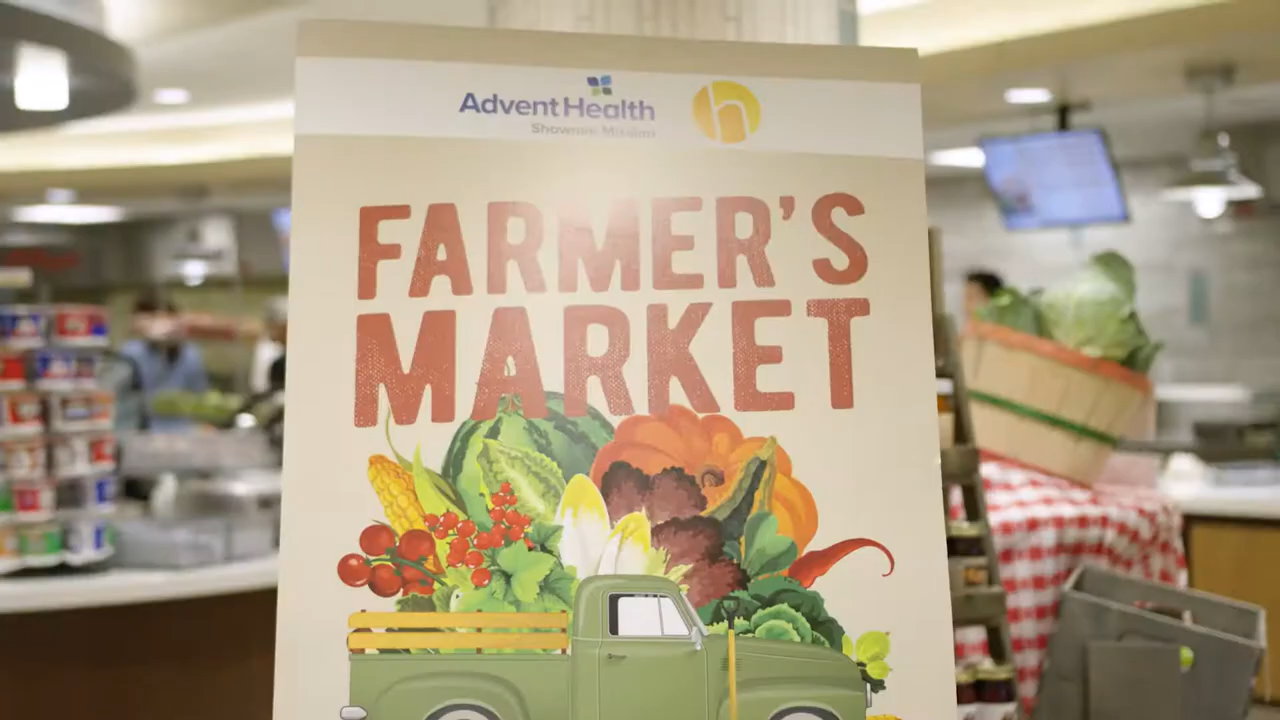 AdventHealth
Shawnee Mission
h
FARMER'S
MARKET